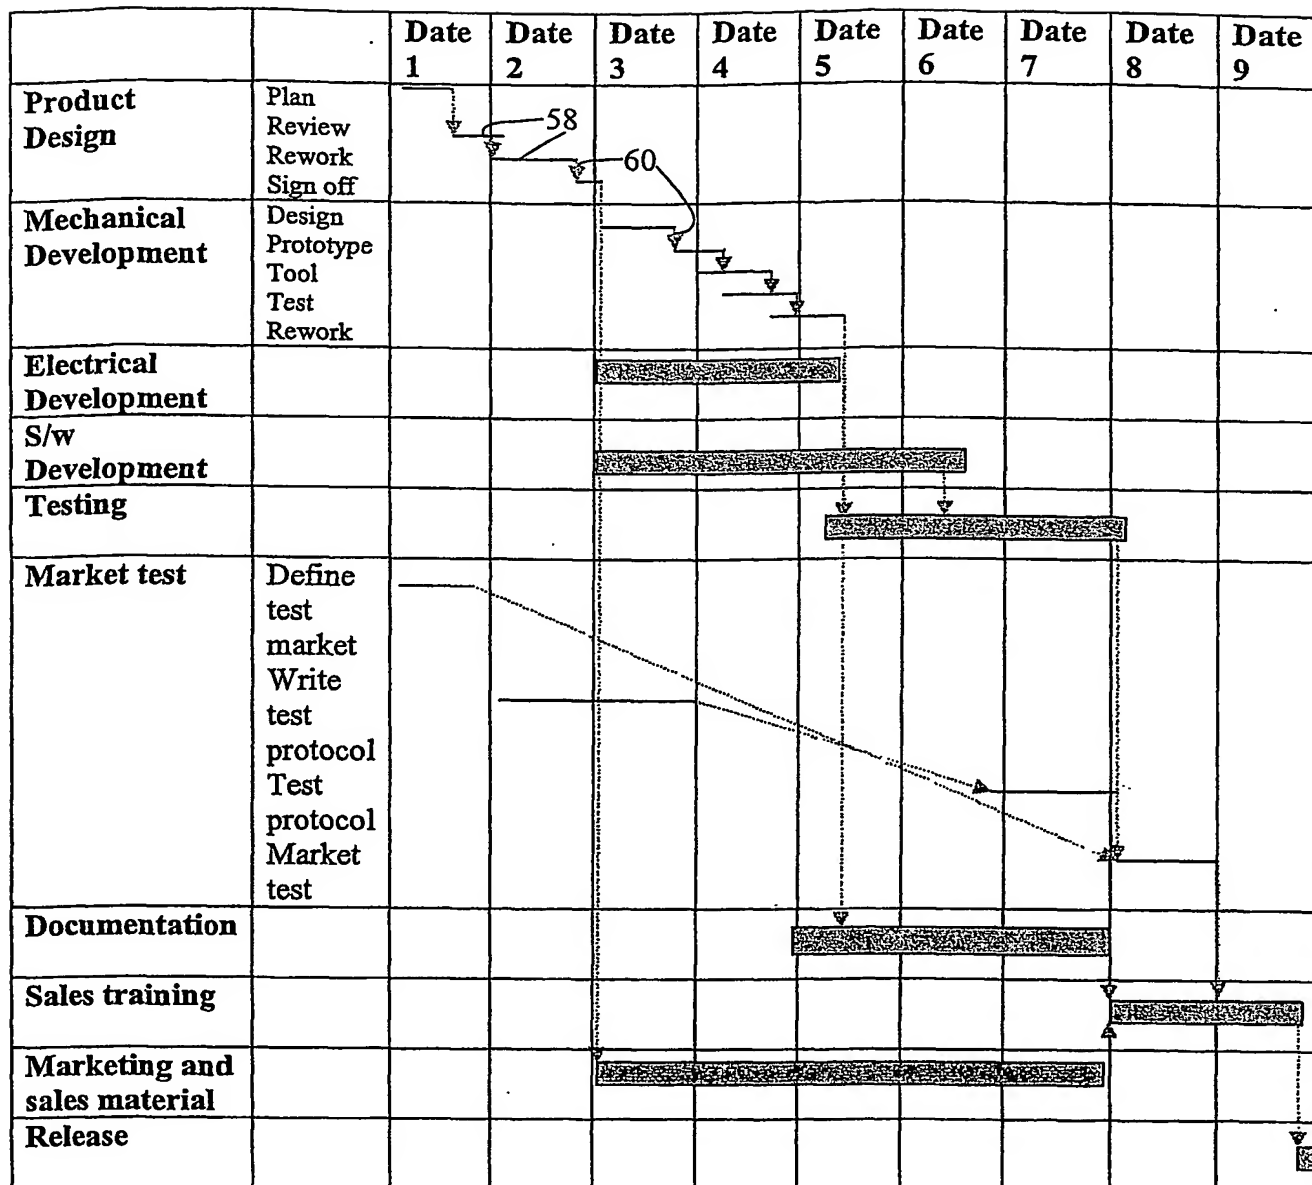 Date 1
Date 2
Date 3
Date 4
Date 5
Date 6
Date 7
Date 8
Date 9
Product
Design
Plan
Review
Rework
Sign off
58
60
Mechanical
Development
Design
Prototype
Tool
Test
Rework
Electrical
Development
S/w
Development
Testing
Market test
Define
test
market
Write
test
protocol
Test
protocol
Market
test
Documentation
Sales training
Marketing and
sales material
Release